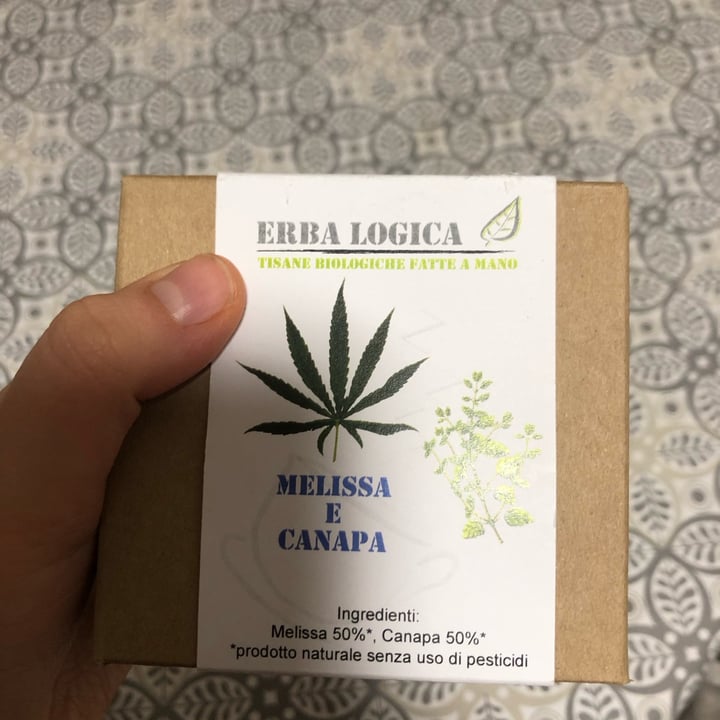 ERBA LOGICA
TISANE BIOLOGICHE FATTE A MANO
MELISSA
E
CANAPA
Ingredienti:
Melissa 50%*, Canapa 50%*
*prodotto naturale senza uso di pesticidi